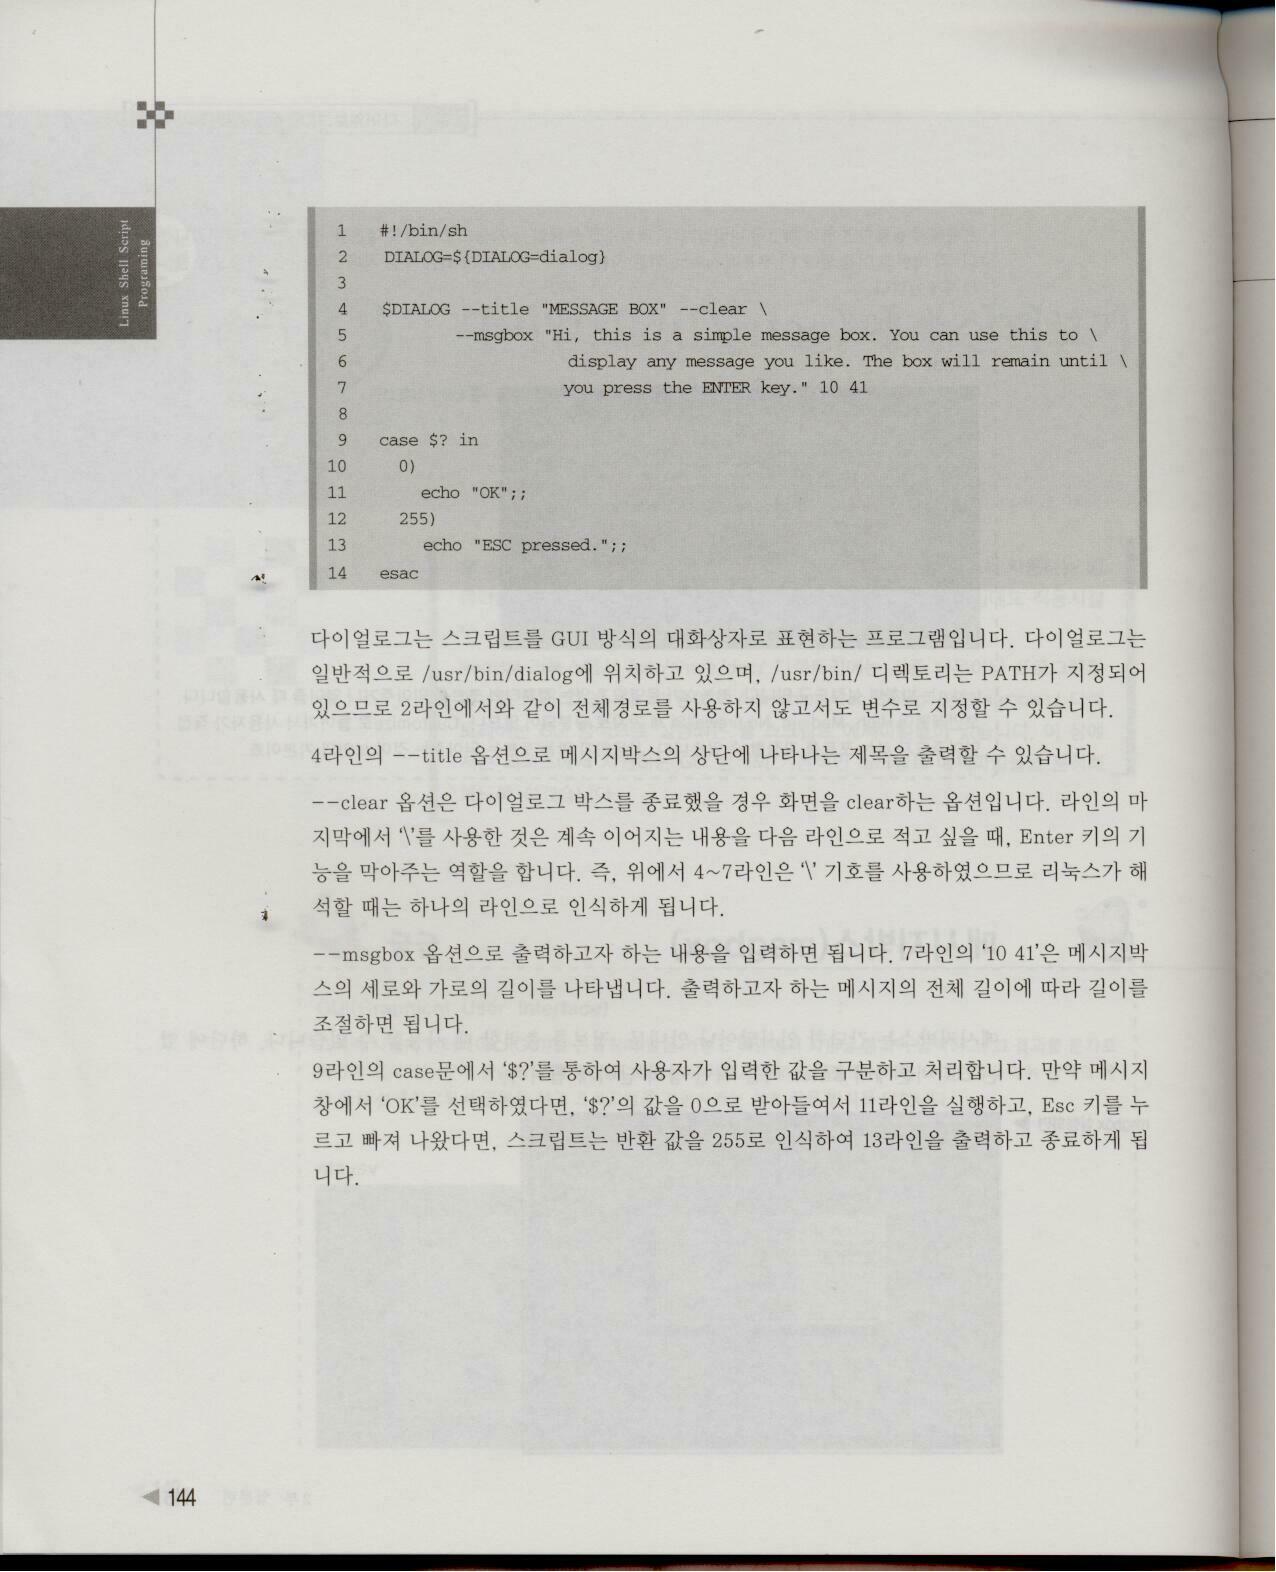 Linux Shell Script
Programing
1 #!/bin/sh
2 DIALOG=${DIALOG=dialog}
3
4 $DIALOG --title "MESSAGE BOX" --clear \
5 --msgbox "Hi, this is a simple message box. You can use this to \
6 display any message you like. The box will remain until \
7 you press the ENTER key." 10 41
8
9 case $? in
10 0)
11 echo "OK";;
12 255)
13 echo "ESC pressed.";;
14 esac
다이얼로그는 스크립트를 GUI 방식의 대화상자로 표현하는 프로그램입니다. 다이얼로그는
일반적으로 /usr/bin/dialog에 위치하고 있으며, /usr/bin/ 디렉토리는 PATH가 지정되어
있으므로 2라인에서와 같이 전체경로를 사용하지 않고서도 변수로 지정할 수 있습니다.
4라인의 --title 옵션으로 메시지박스의 상단에 나타나는 제목을 출력할 수 있습니다.
--clear 옵션은 다이얼로그 박스를 종료했을 경우 화면을 clear하는 옵션입니다. 라인의 마
지막에서 '\'를 사용한 것은 계속 이어지는 내용을 다음 라인으로 적고 싶을 때, Enter 키의 기
능을 막아주는 역할을 합니다. 즉, 위에서 4~7라인은 '\' 기호를 사용하였으므로 리눅스가 해
석할 때는 하나의 라인으로 인식하게 됩니다.
--msgbox 옵션으로 출력하고자 하는 내용을 입력하면 됩니다. 7라인의 '10 41'은 메시지박
스의 세로와 가로의 길이를 나타냅니다. 출력하고자 하는 메시지의 전체 길이에 따라 길이를
조절하면 됩니다.
9라인의 case문에서 '$?'를 통하여 사용자가 입력한 값을 구분하고 처리합니다. 만약 메시지
창에서 'OK'를 선택하였다면, '$?'의 값을 0으로 받아들여서 11라인을 실행하고, Esc 키를 누
르고 빠져 나왔다면, 스크립트는 반환 값을 255로 인식하여 13라인을 출력하고 종료하게 됩
니다.
144